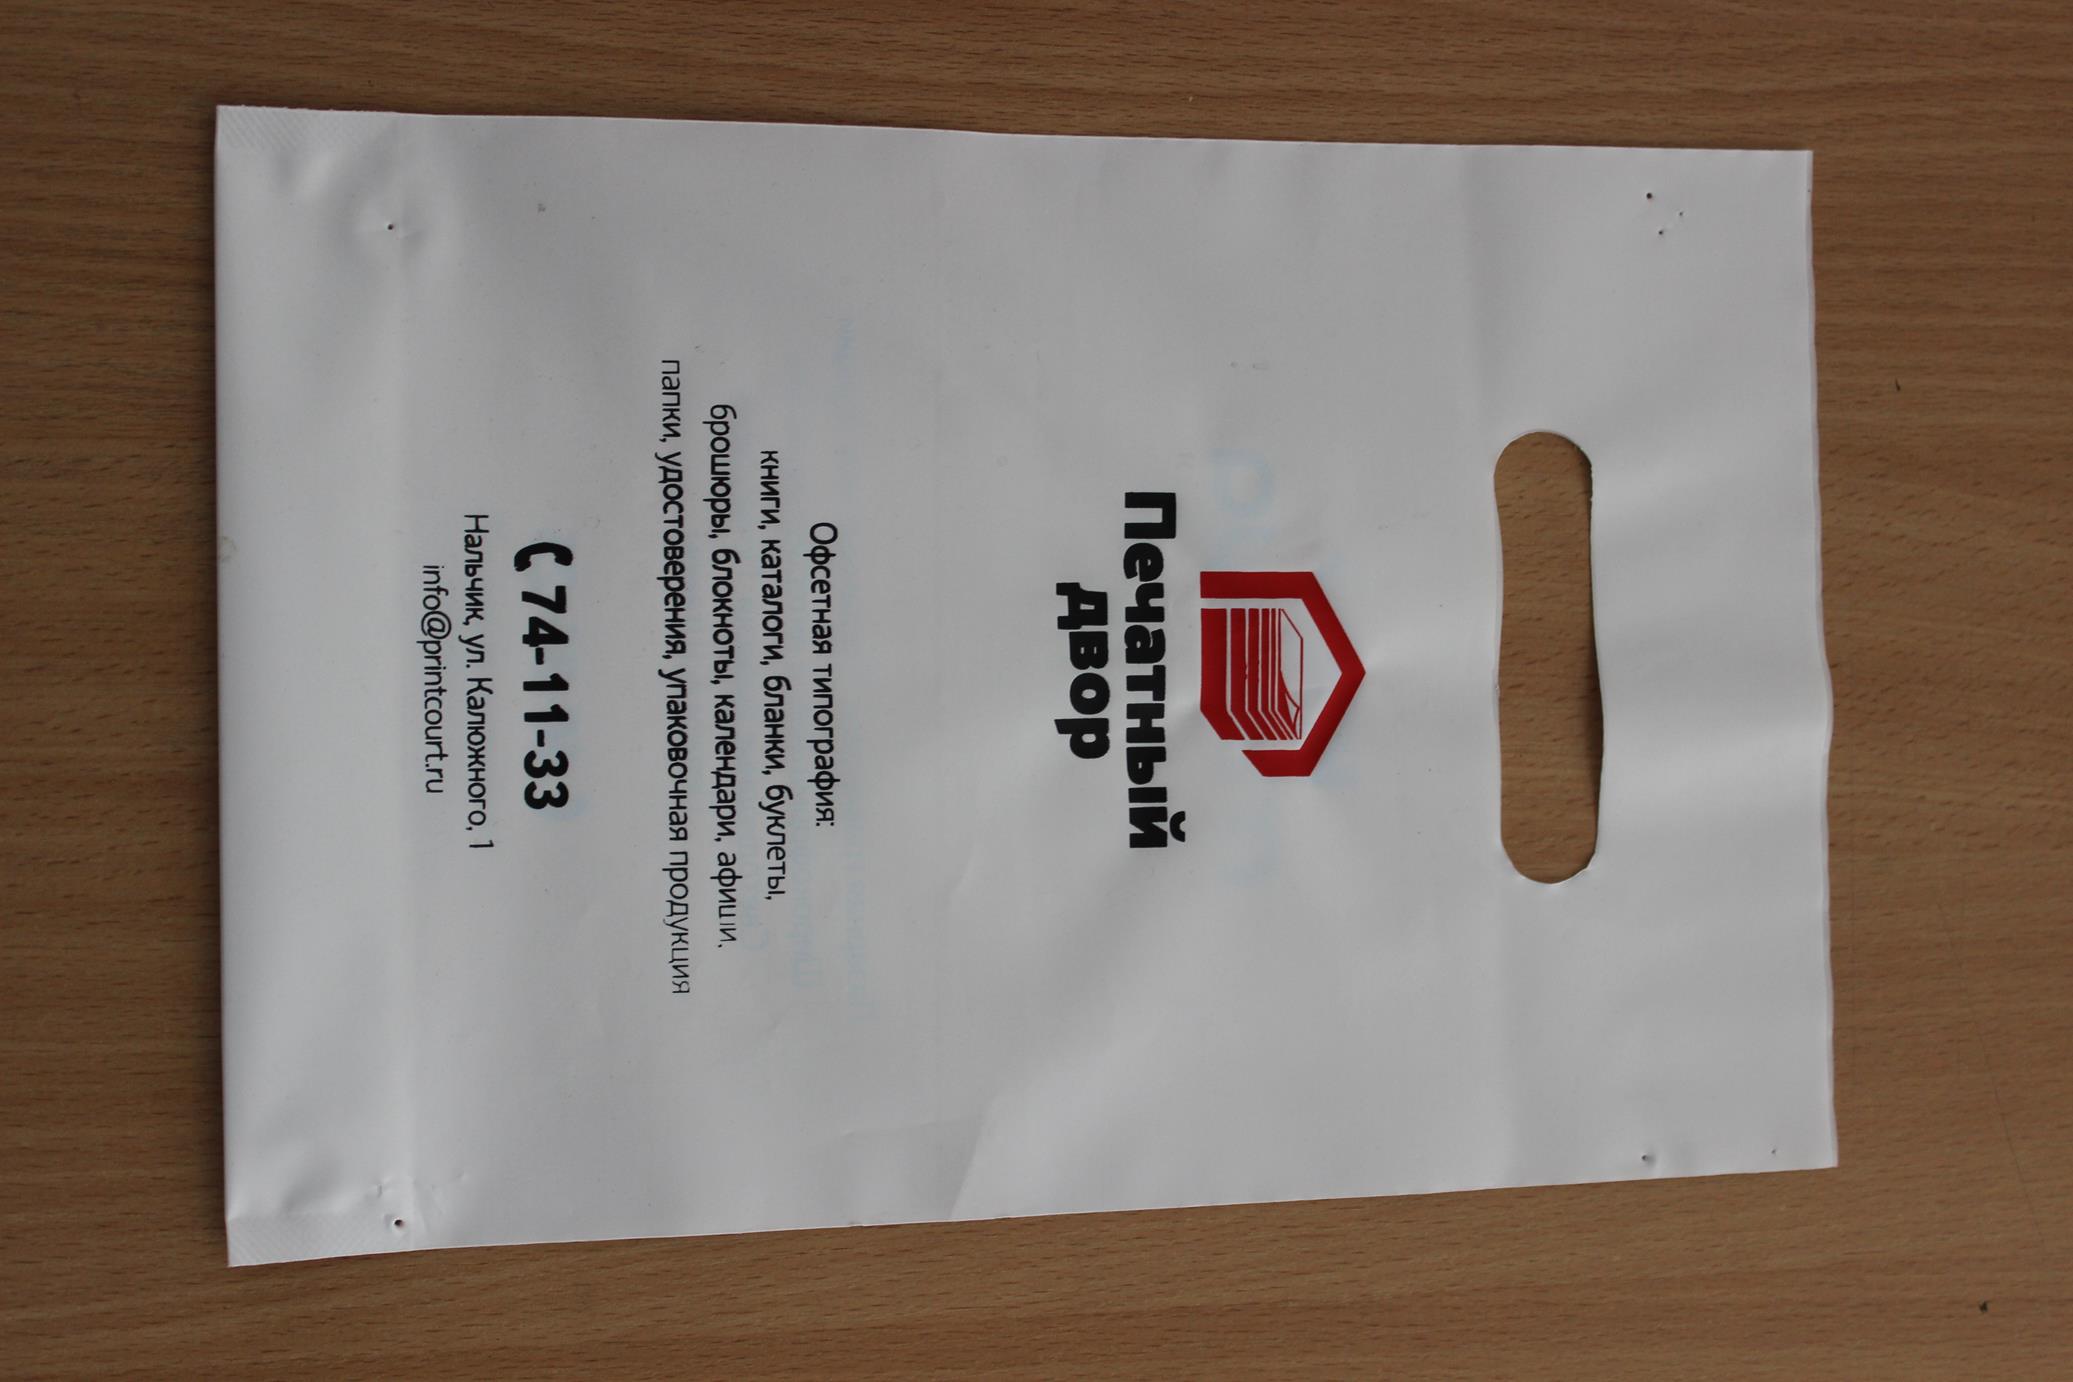 Печатный
двор
Офсетная типография:
книги, каталоги, бланки, буклеты,
брошюры, блокноты, календари, афиши,
папки, удостоверения, упаковочная продукция
74-11-33
Нальчик, ул. Калюжного, 1
info@printcourt.ru